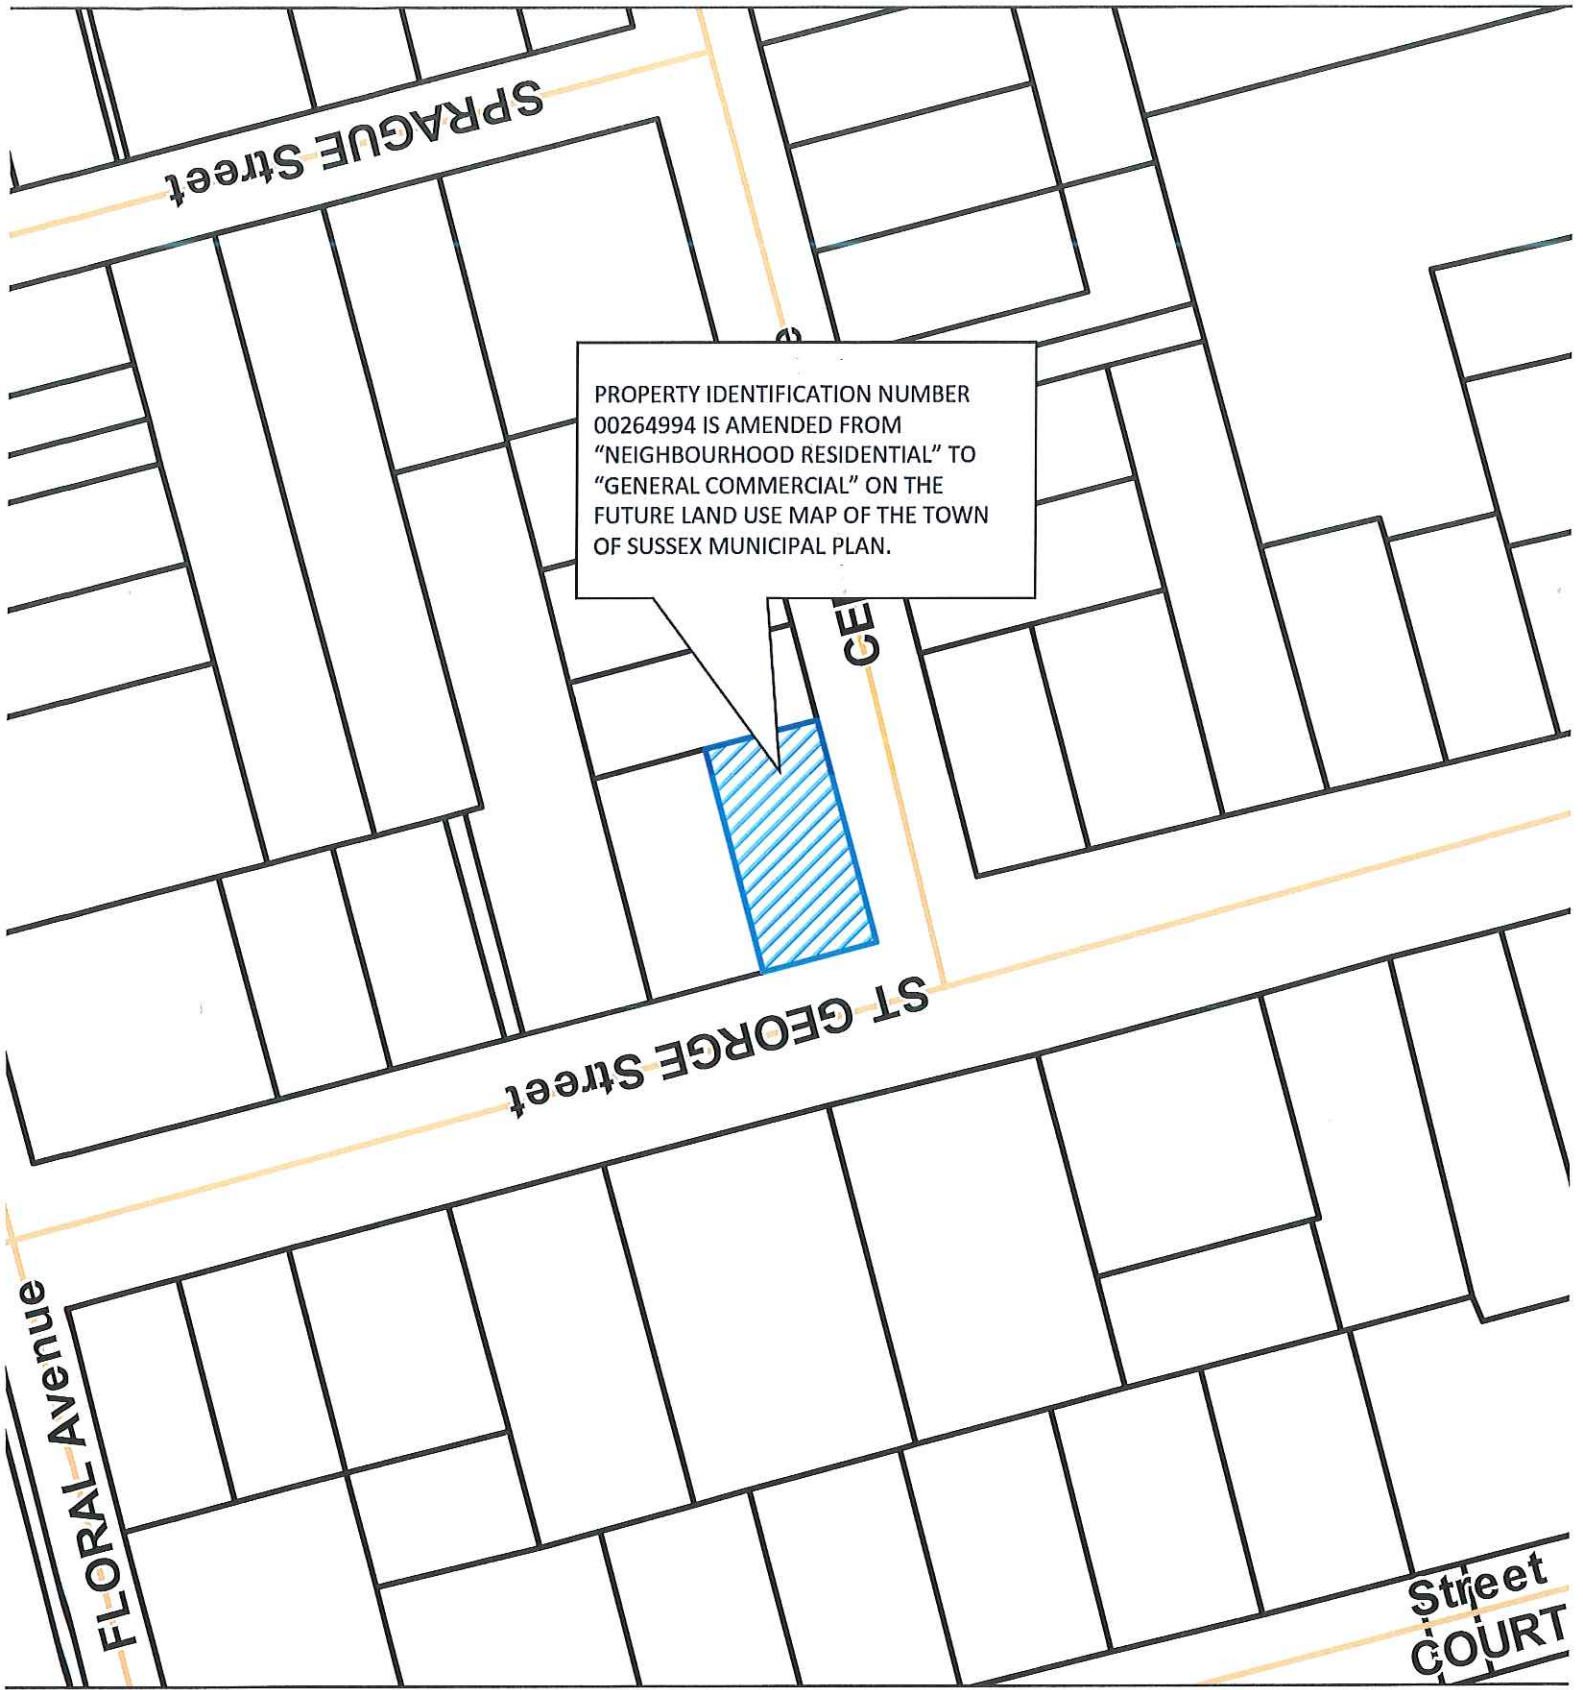 SPRAGUE Street
PROPERTY IDENTIFICATION NUMBER
00264994 IS AMENDED FROM
“NEIGHBOURHOOD RESIDENTIAL” TO
“GENERAL COMMERCIAL” ON THE
FUTURE LAND USE MAP OF THE TOWN
OF SUSSEX MUNICIPAL PLAN.
ST GEORGE Street
FLORAL Avenue
Street
COURT